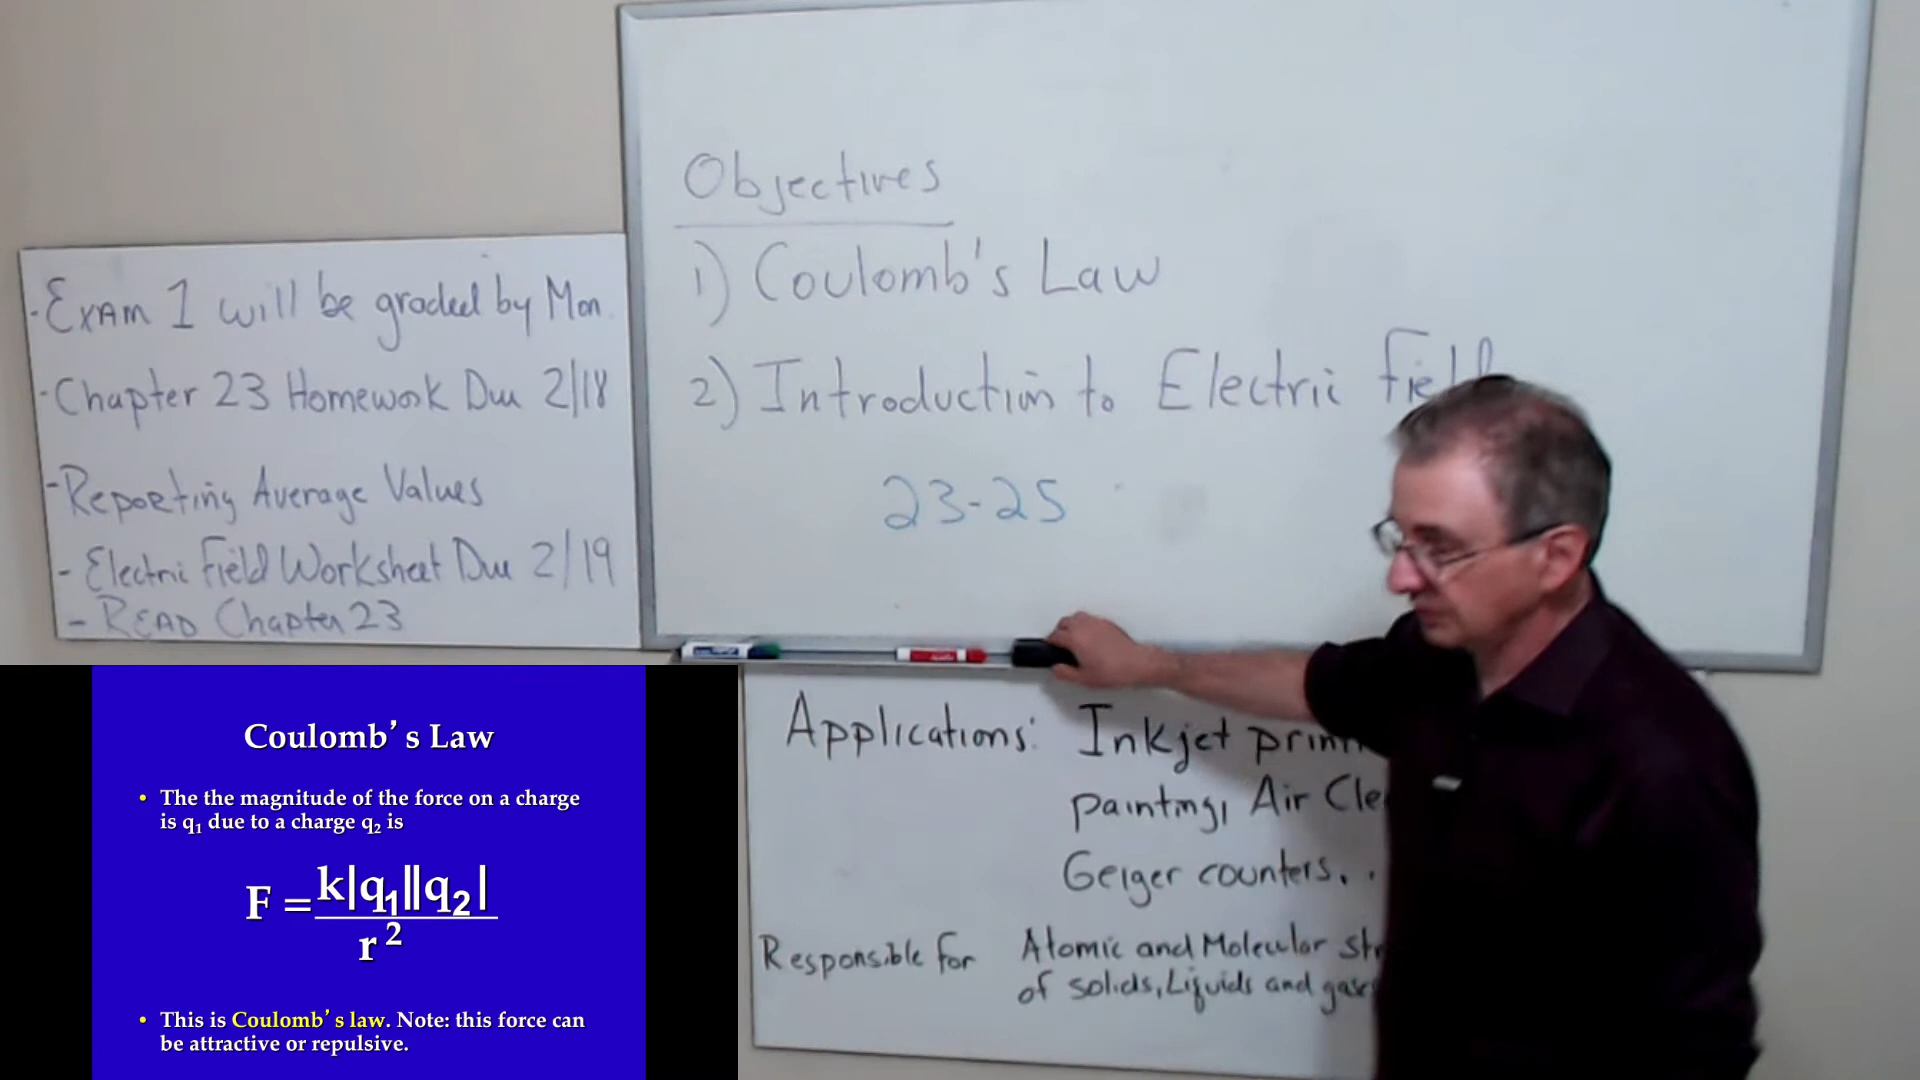 Objectives
1) Coulomb's Law
2) Introduction to Electric
23-25
- Exam 1 will be graded by Mon.
- Chapter 23 Homework Due 2/18
- Reporting Average Values
- Electric Field Worksheet Due 2/19
- READ Chapter 23
Applications: Inkjet
painting, Air
Geiger counters. . .
Responsible for Atomic and Molecular
of solids, Liquids and gases
Coulomb's Law
• The the magnitude of the force on a charge
is q₁ due to a charge q₂ is
F = k|q₁||q₂|
r²
• This is Coulomb's law. Note: this force can
be attractive or repulsive.